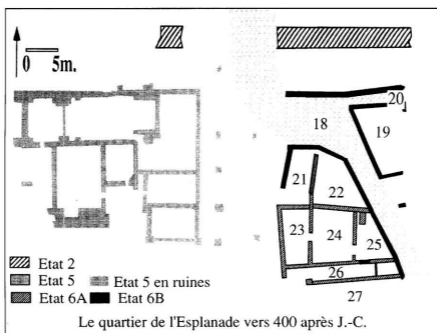 0 5m.
20
18
19
21
22
23
24
25
26
27
Etat 2
Etat 5
Etat 5 en ruines
Etat 6A
Etat 6B
Le quartier de l'Esplanade vers 400 après J.-C.